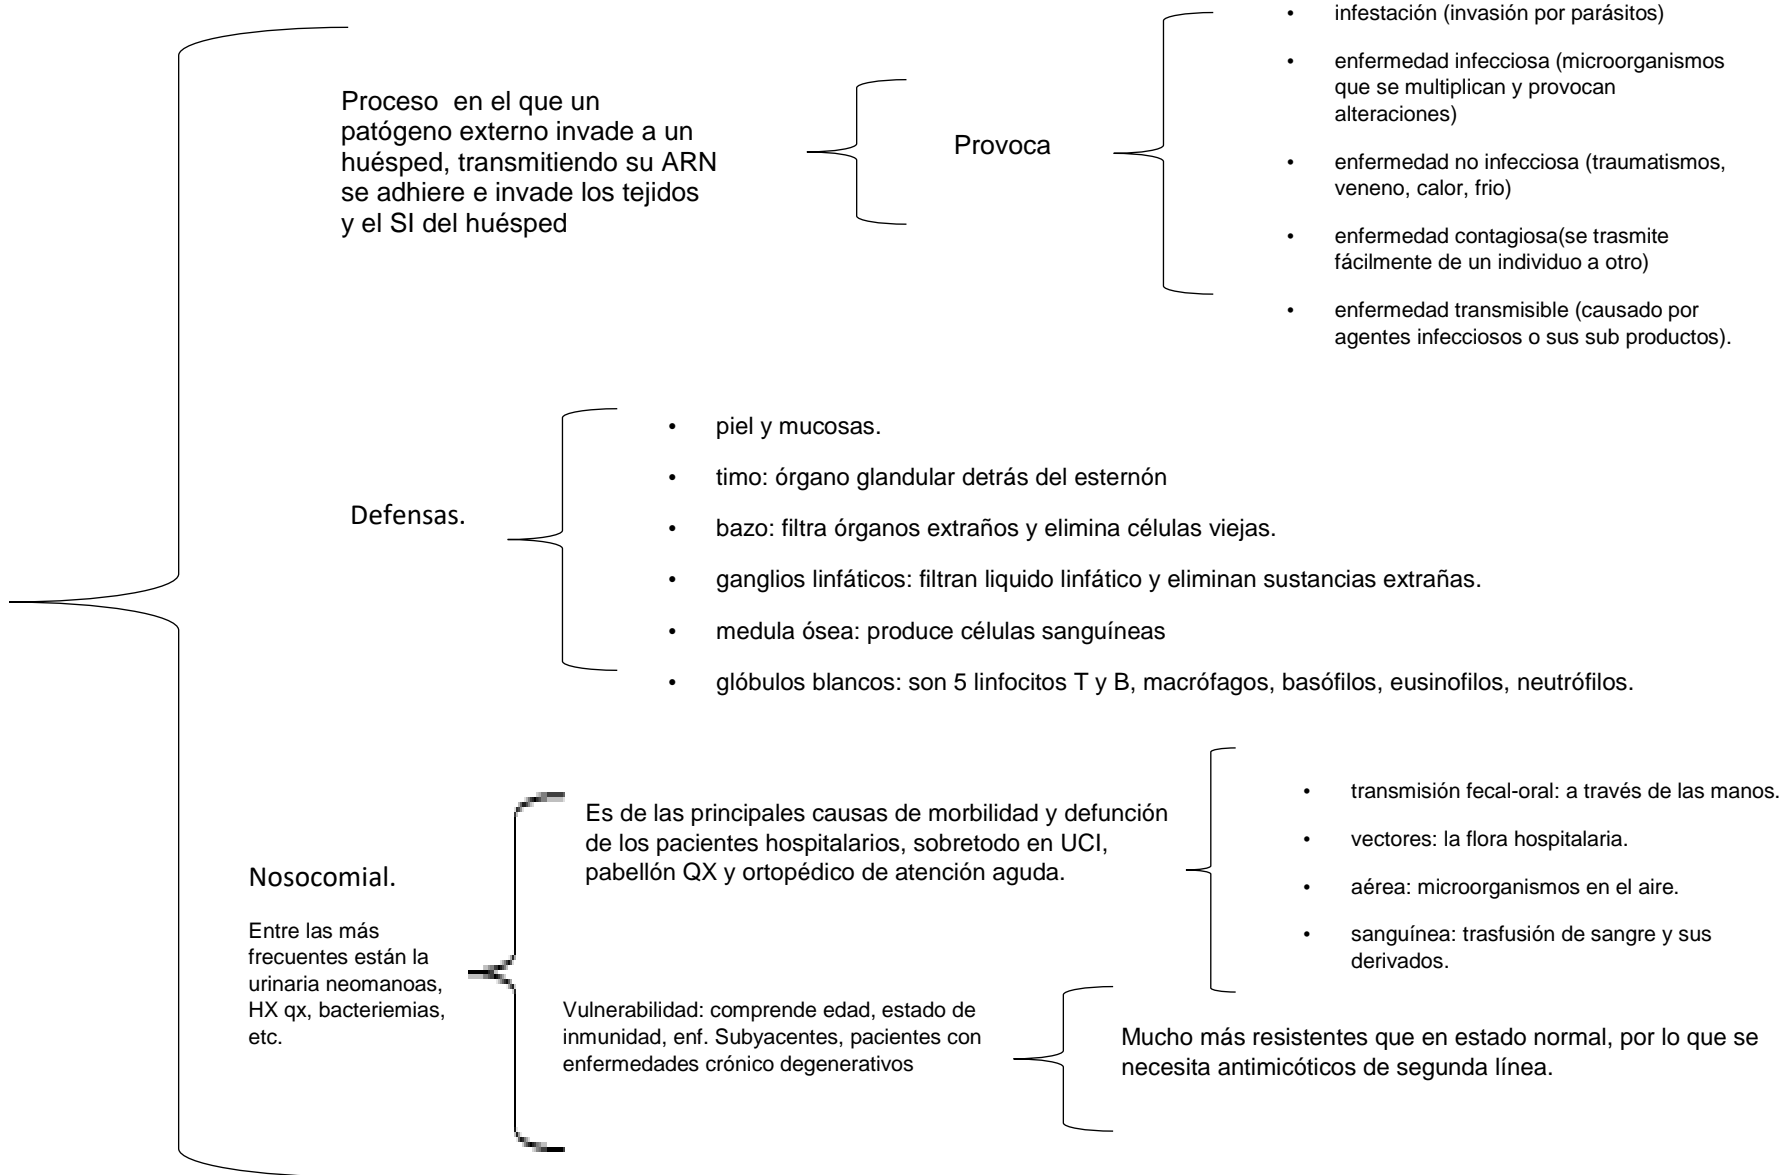 Proceso en el que un
patógeno externo invade a un
huésped, transmitiendo su ARN
se adhiere e invade los tejidos
y el SI del huésped
Provoca
• infestación (invasión por parásitos)
• enfermedad infecciosa (microorganismos
que se multiplican y provocan
alteraciones)
• enfermedad no infecciosa (traumatismos,
veneno, calor, frio)
• enfermedad contagiosa(se trasmite
fácilmente de un individuo a otro)
• enfermedad transmisible (causado por
agentes infecciosos o sus sub productos).
Defensas.
• piel y mucosas.
• timo: órgano glandular detrás del esternón
• bazo: filtra órganos extraños y elimina células viejas.
• ganglios linfáticos: filtran liquido linfático y eliminan sustancias extrañas.
• medula ósea: produce células sanguíneas
• glóbulos blancos: son 5 linfocitos T y B, macrófagos, basófilos, eusinofilos, neutrófilos.
Nosocomial.
Entre las más
frecuentes están la
urinaria neomanoas,
HX qx, bacteriemias,
etc.
Es de las principales causas de morbilidad y defunción
de los pacientes hospitalarios, sobretodo en UCI,
pabellón QX y ortopédico de atención aguda.
• transmisión fecal-oral: a través de las manos.
• vectores: la flora hospitalaria.
• aérea: microorganismos en el aire.
• sanguínea: trasfusión de sangre y sus
derivados.
Vulnerabilidad: comprende edad, estado de
inmunidad, enf. Subyacentes, pacientes con
enfermedades crónico degenerativos
Mucho más resistentes que en estado normal, por lo que se
necesita antimicóticos de segunda línea.